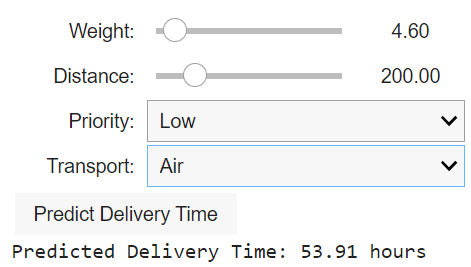 Weight: 4.60
Distance: 200.00
Priority: Low
Transport: Air
Predict Delivery Time
Predicted Delivery Time: 53.91 hours